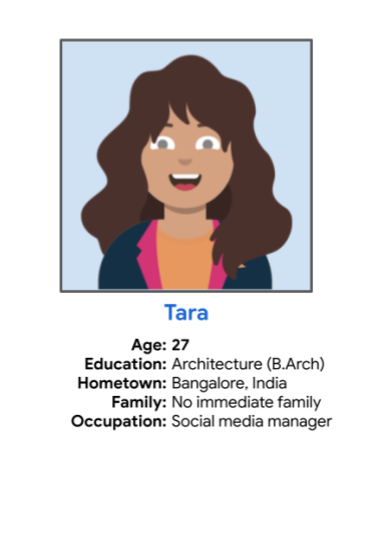 Tara
Age: 27
Education: Architecture (B.Arch)
Hometown: Bangalore, India
Family: No immediate family
Occupation: Social media manager